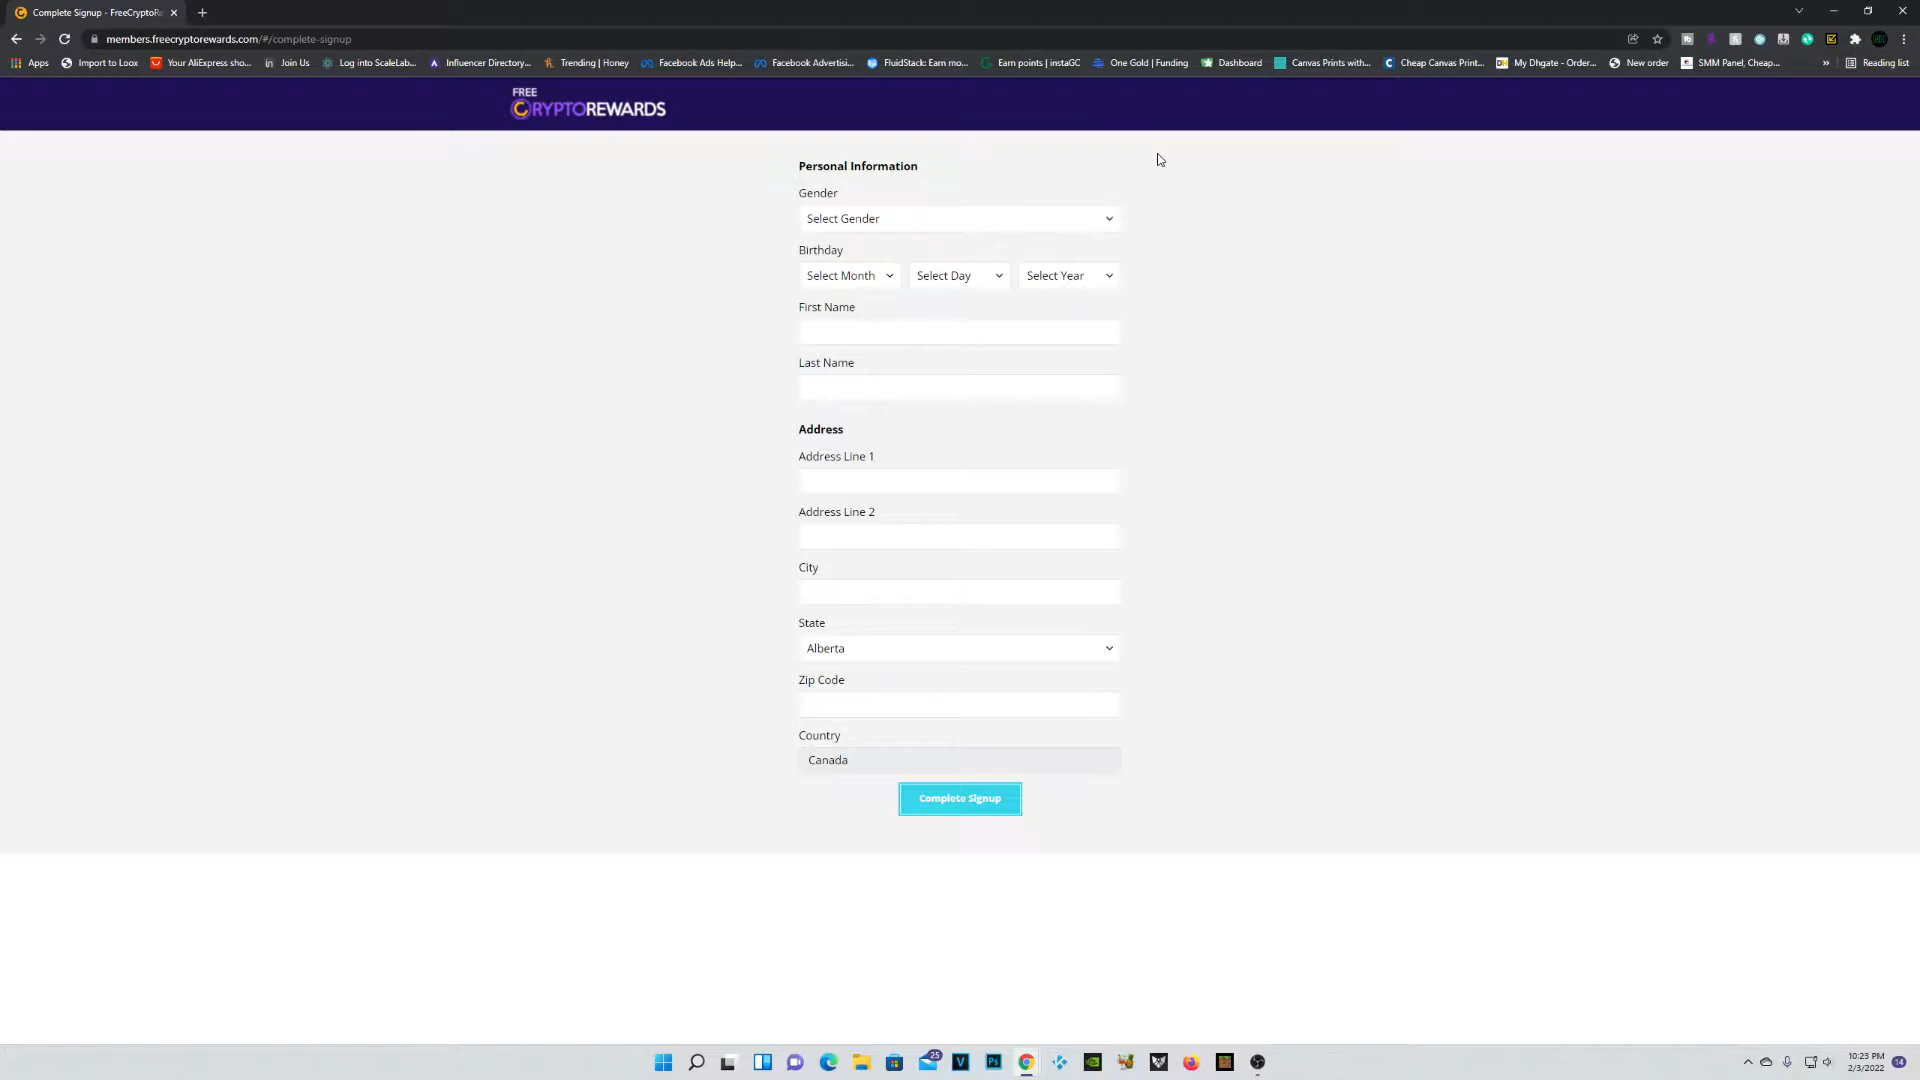 Complete Signup - FreeCryptoRe
members.freecryptorewards.com/#/complete-signup
Apps Import to Loox Your AliExpress sho... Join Us Log into ScaleLab... Influencer Directory... Trending | Honey Facebook Ads Help... Facebook Advertisi... FluidStack: Earn mo... Earn points | instaGC One Gold | Funding Dashboard Canvas Prints with... Cheap Canvas Print... My Dhgate - Order... New order SMM Panel, Cheap... » Reading list
FREE
CRYPTOREWARDS
Personal Information
Gender
Select Gender
Birthday
Select Month Select Day Select Year
First Name
Last Name
Address
Address Line 1
Address Line 2
City
State
Alberta
Zip Code
Country
Canada
Complete Signup
25
V Ps
10:23 PM
2/3/2022
14